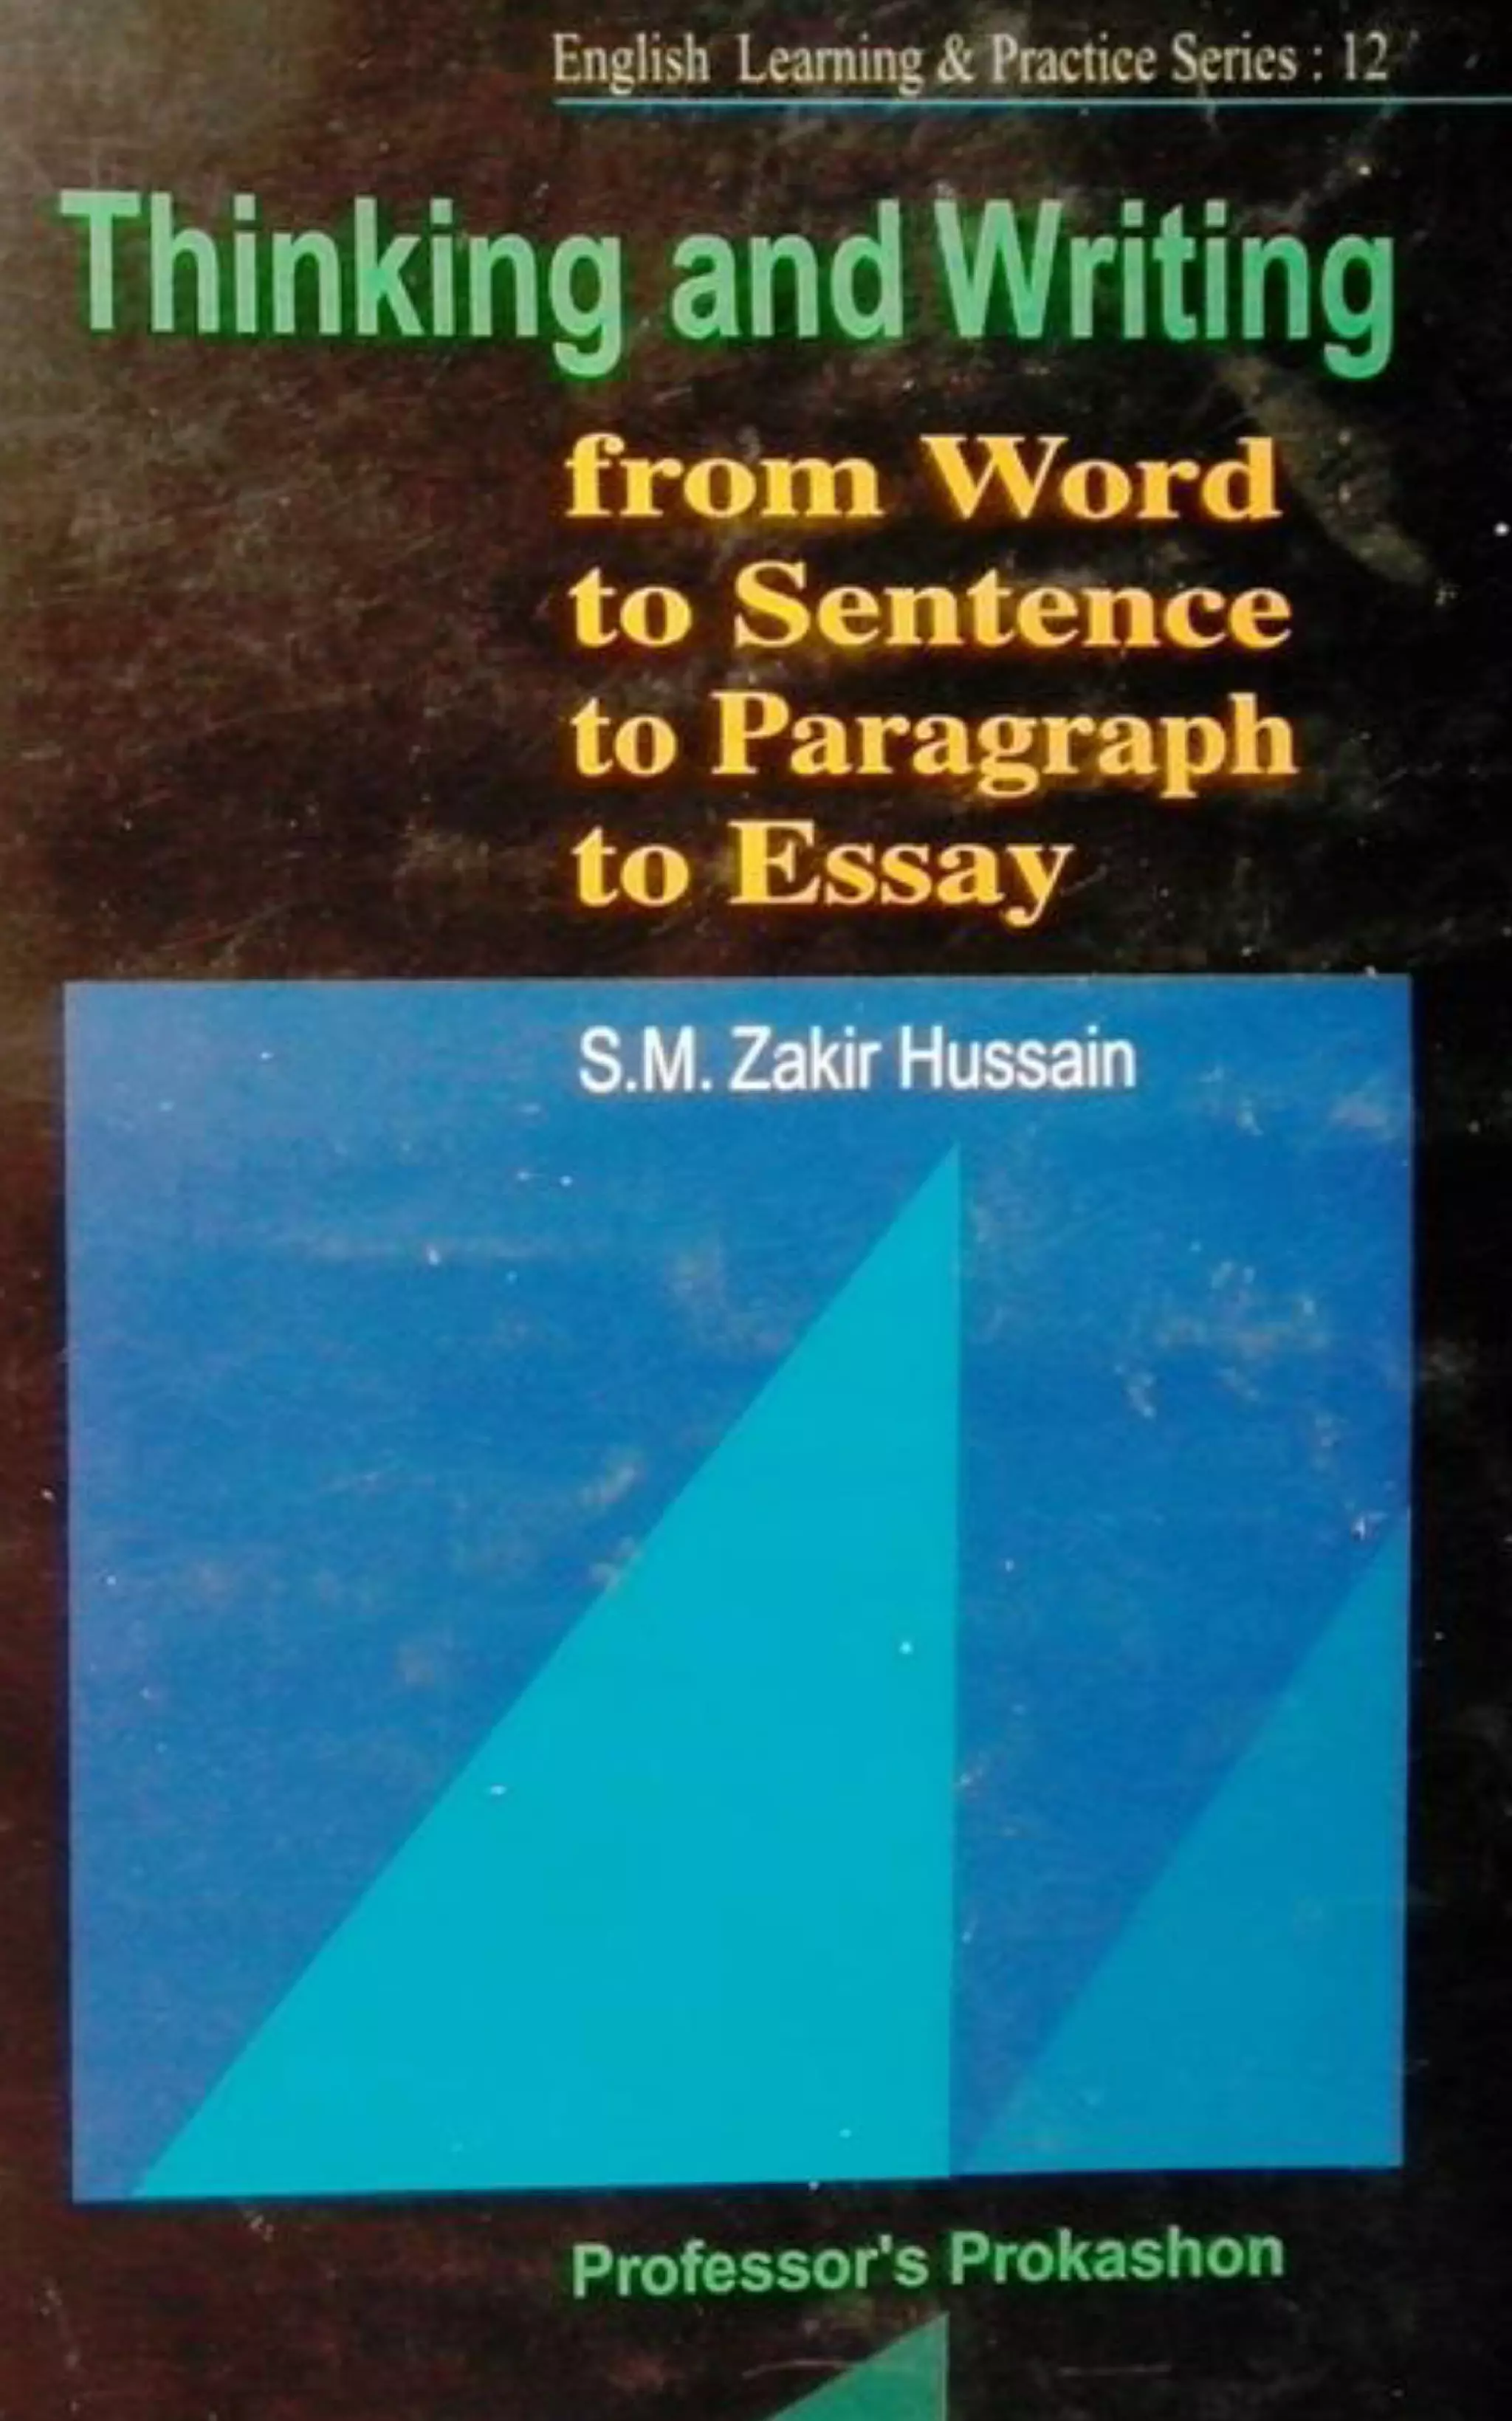 English Learning & Practice Series : 12
Thinking and Writing
from Word
to Sentence
to Paragraph
to Essay
S.M. Zakir Hussain
Professor's Prokashon